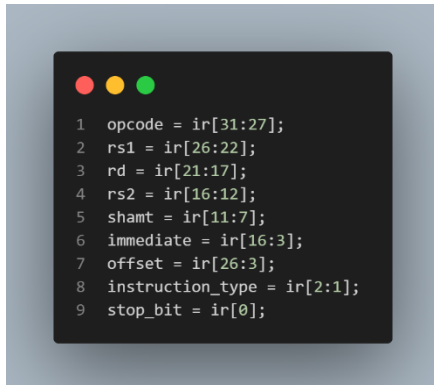 1 opcode = ir[31:27];
2 rs1 = ir[26:22];
3 rd = ir[21:17];
4 rs2 = ir[16:12];
5 shamt = ir[11:7];
6 immediate = ir[16:3];
7 offset = ir[26:3];
8 instruction_type = ir[2:1];
9 stop_bit = ir[0];